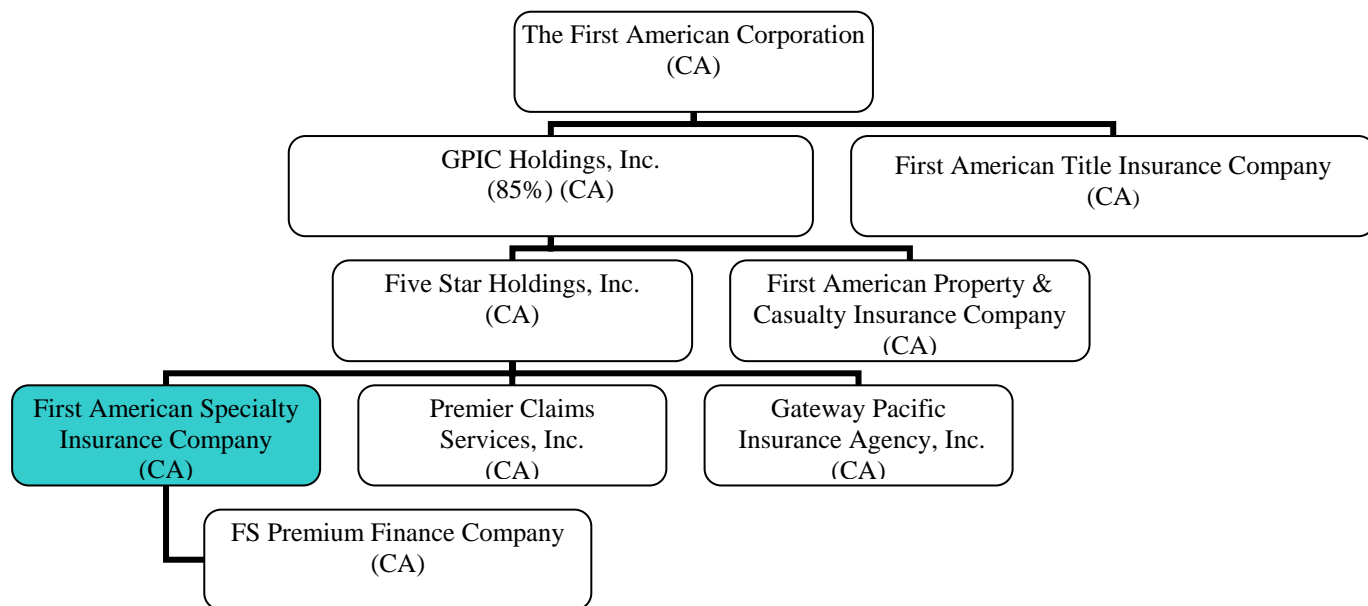 The First American Corporation
(CA)
GPIC Holdings, Inc.
(85%) (CA)
First American Title Insurance Company
(CA)
Five Star Holdings, Inc.
(CA)
First American Property &
Casualty Insurance Company
(CA)
First American Specialty
Insurance Company
(CA)
Premier Claims
Services, Inc.
(CA)
Gateway Pacific
Insurance Agency, Inc.
(CA)
FS Premium Finance Company
(CA)